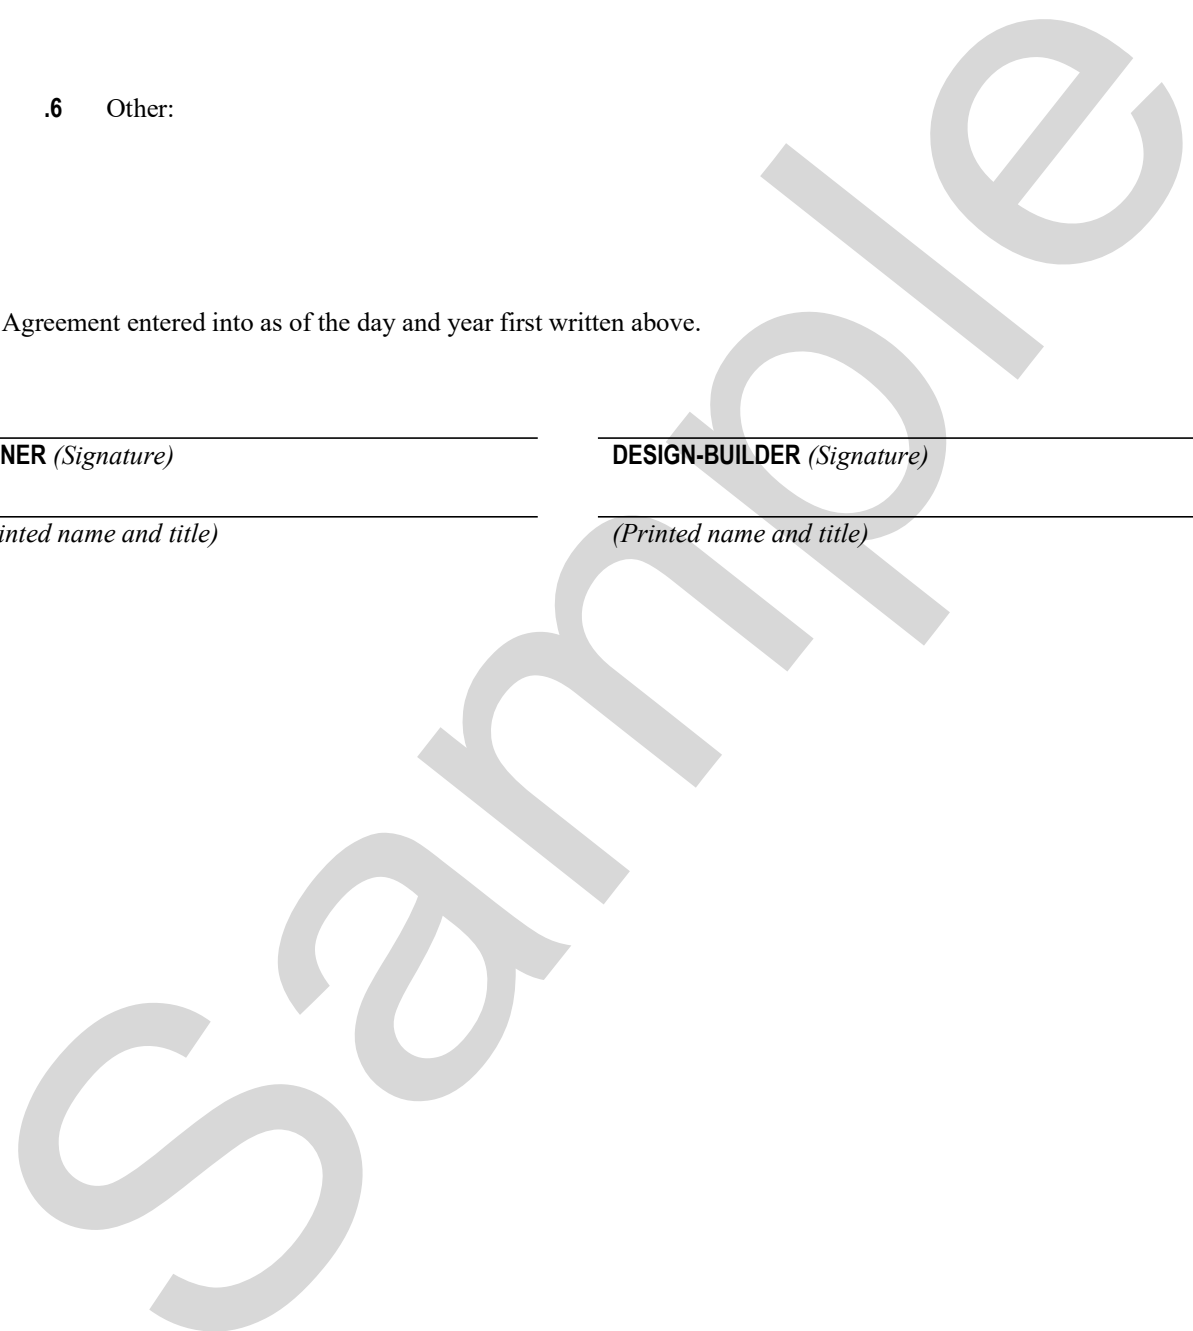 .6 Other:
Agreement entered into as of the day and year first written above.
NER (Signature) DESIGN-BUILDER (Signature)
inted name and title) (Printed name and title)
Sample